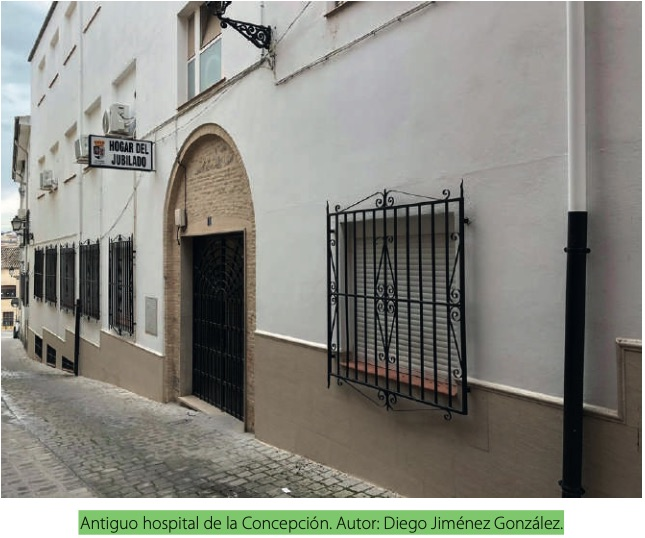 HOGAR DEL
JUBILADO
Antiguo hospital de la Concepción. Autor: Diego Jiménez González.